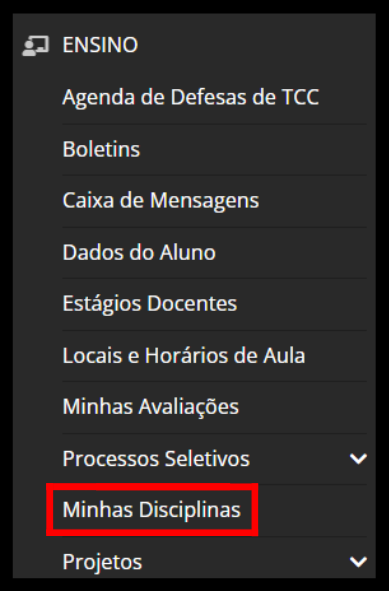 ENSINO
Agenda de Defesas de TCC
Boletins
Caixa de Mensagens
Dados do Aluno
Estágios Docentes
Locais e Horários de Aula
Minhas Avaliações
Processos Seletivos
Minhas Disciplinas
Projetos